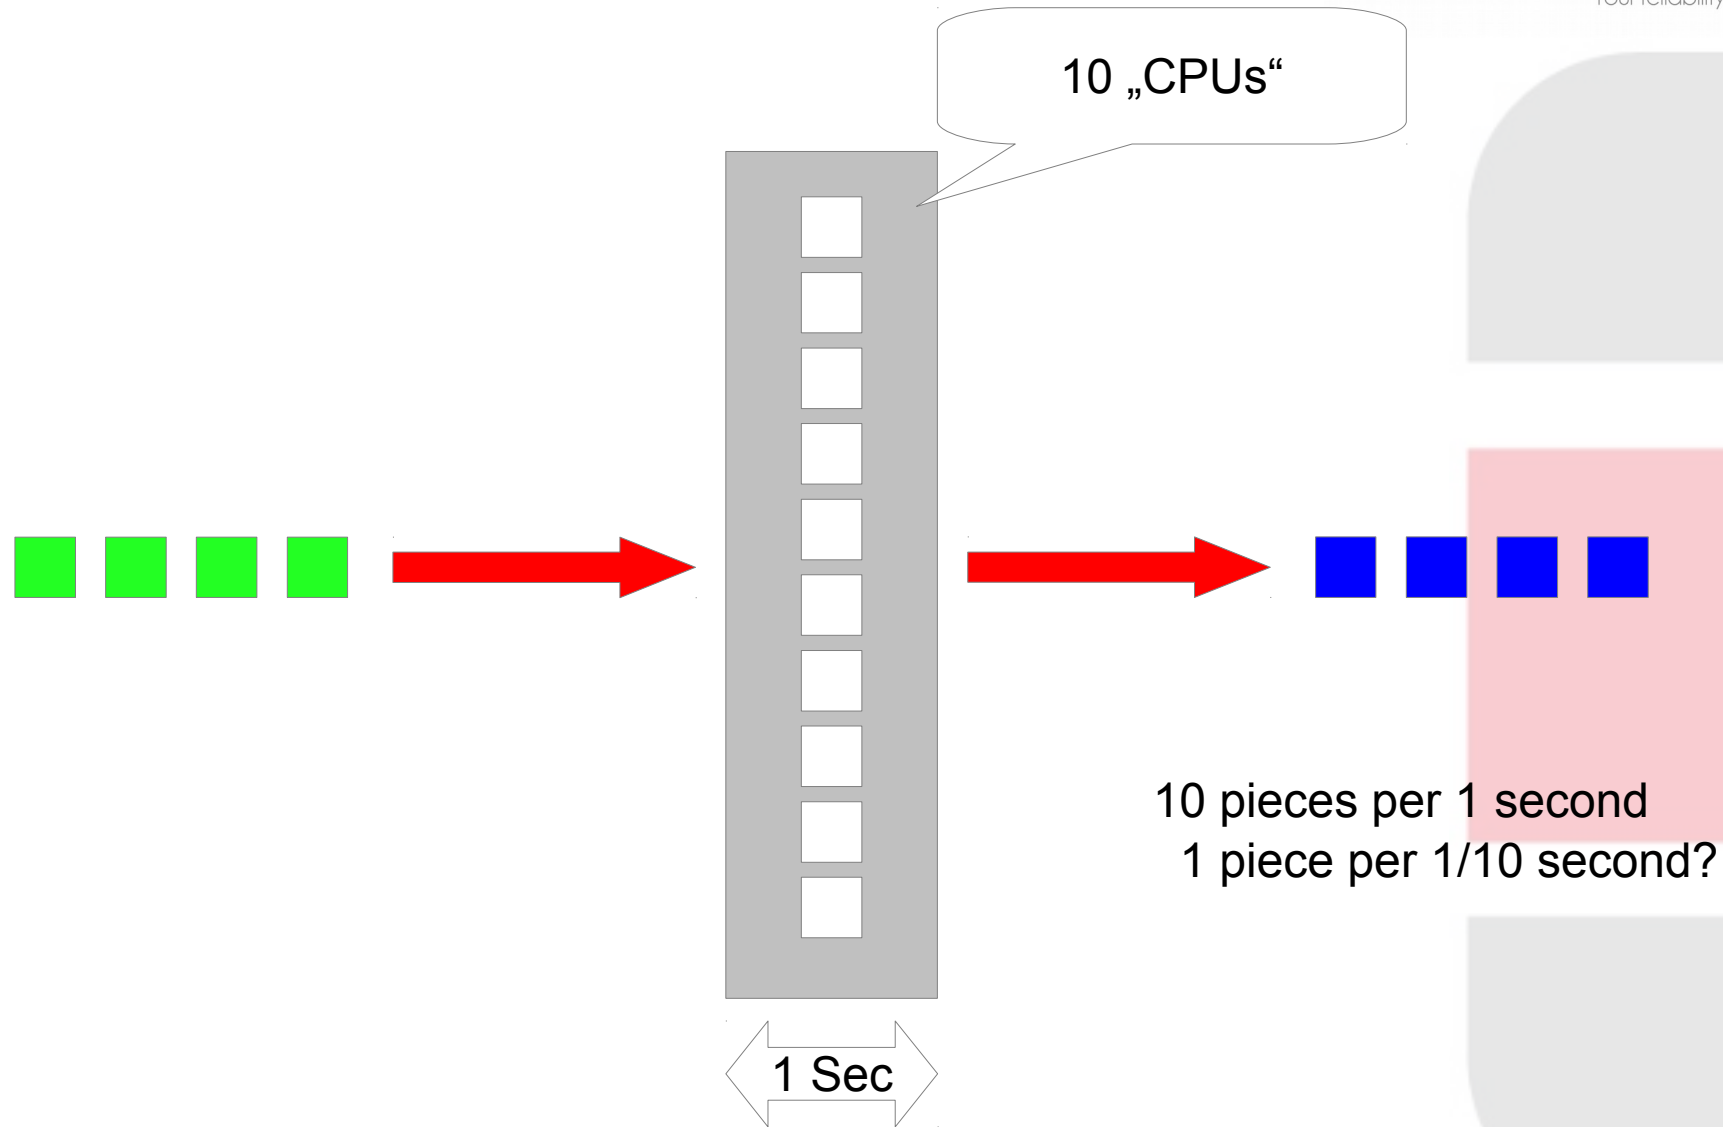 10 „CPUs“
10 pieces per 1 second
1 piece per 1/10 second?
1 Sec